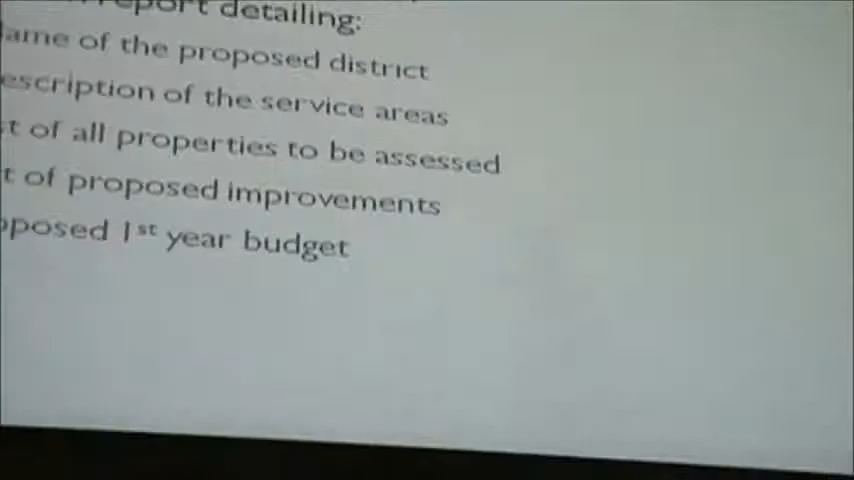 report detailing:
ame of the proposed district
escription of the service areas
t of all properties to be assessed
t of proposed improvements
oposed 1st year budget